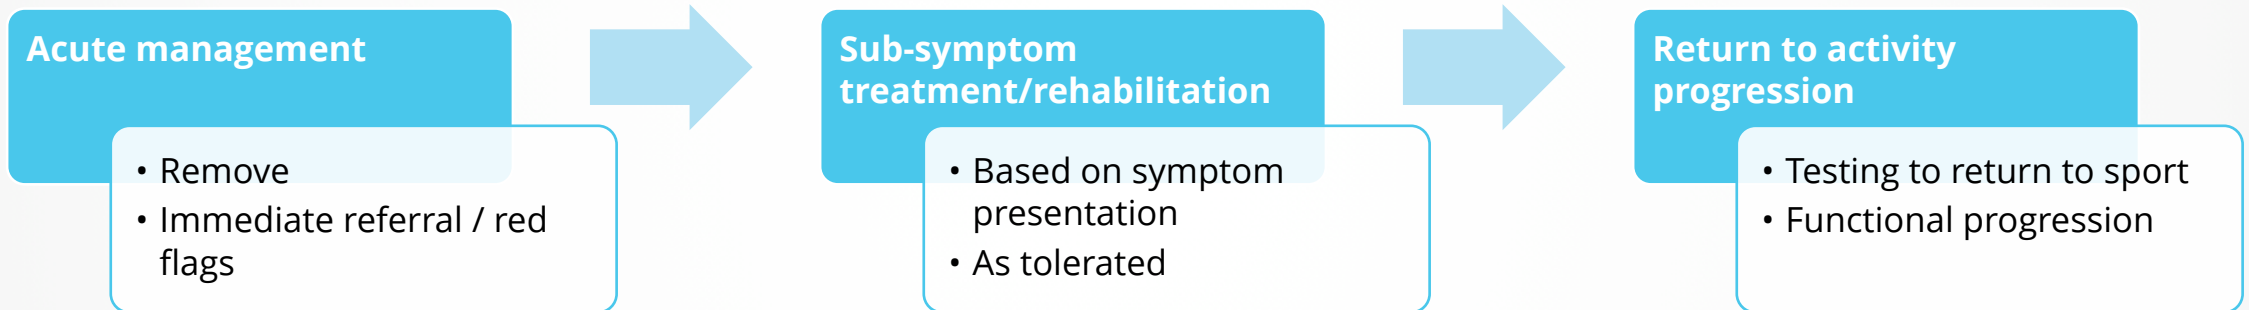 Acute management
• Remove
• Immediate referral / red
flags
Sub-symptom
treatment/rehabilitation
• Based on symptom
presentation
• As tolerated
Return to activity
progression
• Testing to return to sport
• Functional progression